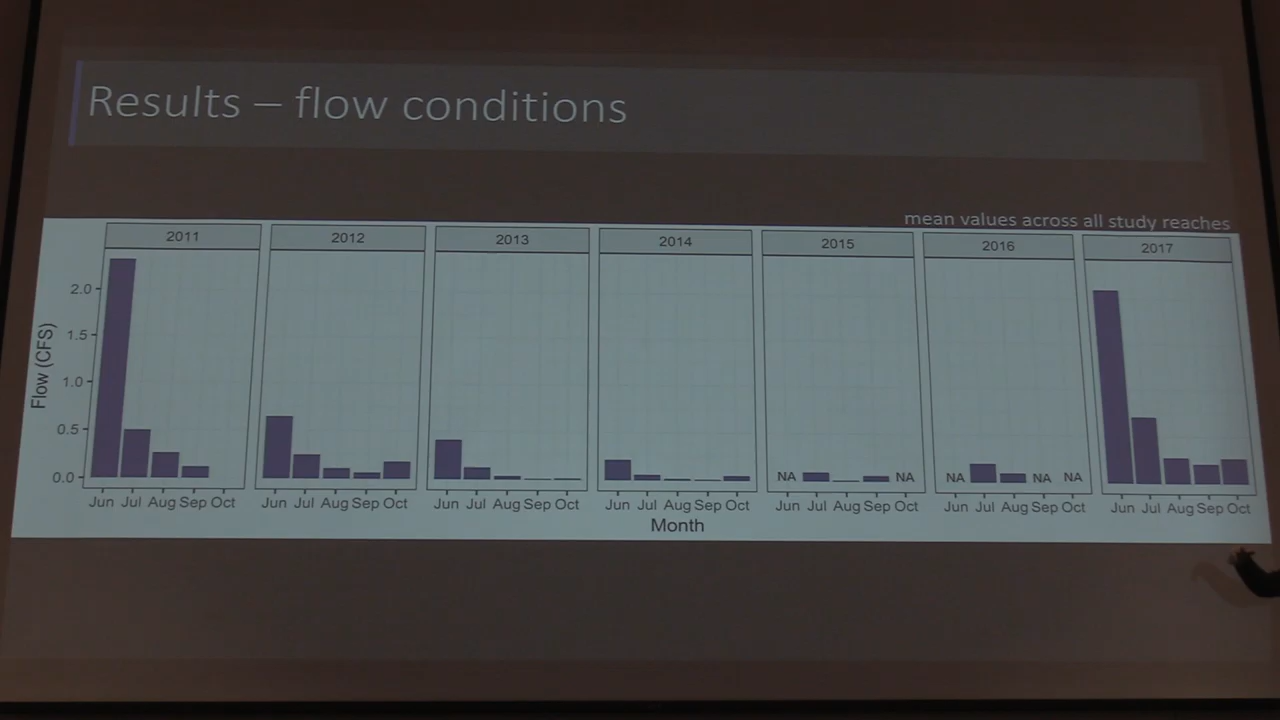 Results – flow conditions
mean values across all study reaches
2011 2012 2013 2014 2015 2016 2017
2.0
1.5
1.0
0.5
0.0
Flow (CFS)
NA NA NA NA NA
Jun Jul Aug Sep Oct Jun Jul Aug Sep Oct Jun Jul Aug Sep Oct Jun Jul Aug Sep Oct Jun Jul Aug Sep Oct Jun Jul Aug Sep Oct Jun Jul Aug Sep Oct
Month